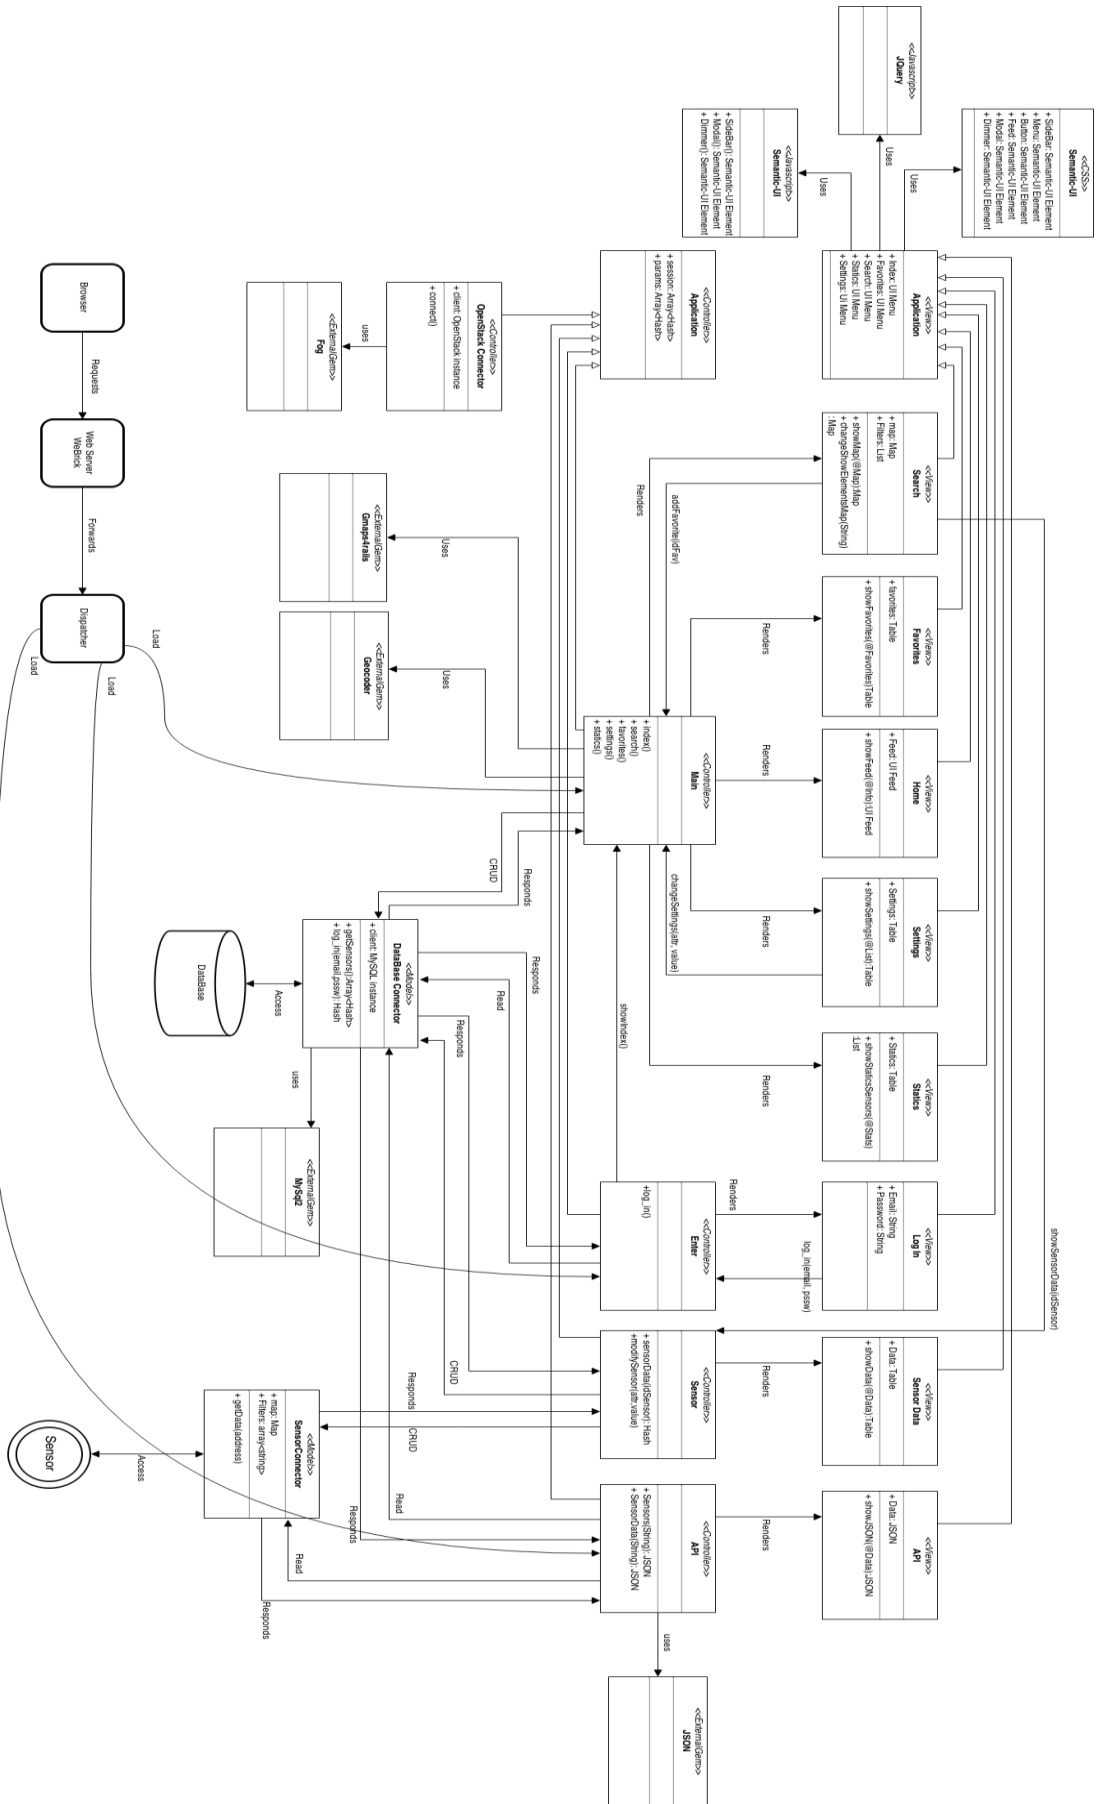 <<Javascript>>
JQuery
<<CSS>>
Semantic-UI
+ SideBar: Semantic-UI Element
+ Menu: Semantic-UI Element
+ Button: Semantic-UI Element
+ Feed: Semantic-UI Element
+ Modal: Semantic-UI Element
+ Dimmer: Semantic-UI Element
<<Javascript>>
Semantic-UI
+ SideBar(): Semantic-UI Element
+ Modal(): Semantic-UI Element
+ Dimmer(): Semantic-UI Element
Uses
Uses
Uses
<<View>>
Application
+ Index: UI Menu
+ Favorites: UI Menu
+ Search: UI Menu
+ Statics: UI Menu
+ Settings: UI Menu
<<View>>
Search
+ map: Map
+ Filters: List
+ showMap(@Map):Map
+ changeShowElementsMap(String)
: Map
<<View>>
Favorites
+ favorites: Table
+ showFavorites(@Favorites)Table
<<View>>
Home
+ Feed: UI Feed
+ showFeed(@Info):UI Feed
<<View>>
Settings
+ Settings: Table
+ showSettings(@List):Table
<<View>>
Statics
+ Statics: Table
+ showStaticsSensors(@Stats)
:List
<<View>>
Log In
+ Email: String
+ Password: String
<<View>>
Sensor Data
+ Data: Table
+ showData(@Data):Table
<<View>>
API
+ Data: JSON
+ showJSON(@Data):JSON
showSensorData(idSensor)
Renders
addFavorite(idFav)
Renders
Renders
Renders
changeSettings(attr, value)
Renders
Renders
log_in(email, pssw)
Renders
Renders
<<Controller>>
Application
+ session: Array<Hash>
+ params: Array<Hash>
<<Controller>>
Main
+ index()
+ search()
+ favorites()
+ settings()
+ statics()
showIndex()
<<Controller>>
Enter
+log_in()
<<Controller>>
Sensor
+ sensorData(idSensor): Hash
+modifySensor(attr,value)
<<Controller>>
API
+ Sensors(String): JSON
+ SensorData(String): JSON
uses
<<ExternalGem>>
JSON
<<Controller>>
OpenStack Connector
+ client: OpenStack instance
+ connect()
uses
<<ExternalGem>>
Fog
Uses
<<ExternalGem>>
Gmaps4rails
Uses
<<ExternalGem>>
Geocoder
CRUD
Responds
Responds
Read
Responds
CRUD
Responds
CRUD
Read
Responds
Read
Responds
<<Model>>
DataBase Connector
+ client: MySQL instance
+ getSensors():Array<Hash>
+ log_in(email,pssw): Hash
Access
DataBase
uses
<<ExternalGem>>
MySql2
<<Model>>
SensorConnector
+ map: Map
+ Filters: array<string>
+ getData(address)
Access
Sensor
Browser
Requests
Web Server
WeBrick
Forwards
Dispatcher
Load
Load
Load